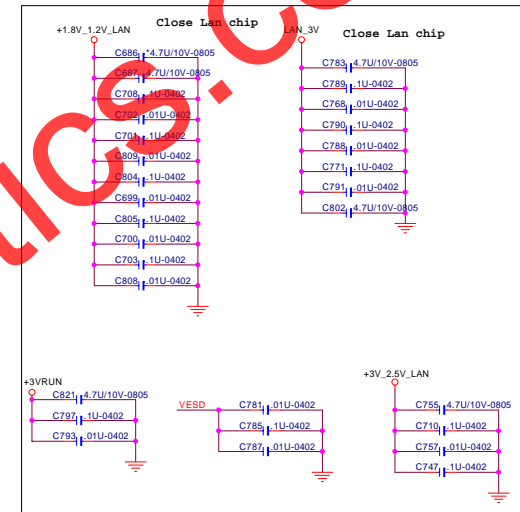 Close Lan chip
+1.8V_1.2V_LAN
C686 *4.7U/10V-0805
C687 *4.7U/10V-0805
C708 .1U-0402
C702 .01U-0402
C701 .1U-0402
C809 .01U-0402
C804 .1U-0402
C699 .01U-0402
C805 .1U-0402
C700 .01U-0402
C703 .1U-0402
C808 .01U-0402
LAN_3V
Close Lan chip
C783 4.7U/10V-0805
C789 .1U-0402
C768 .01U-0402
C790 .1U-0402
C788 .01U-0402
C771 .1U-0402
C791 .01U-0402
C802 4.7U/10V-0805
+3VRUN
C821 4.7U/10V-0805
C797 .1U-0402
C793 .01U-0402
VESD
C781 .01U-0402
C785 .1U-0402
C787 .01U-0402
+3V_2.5V_LAN
C755 4.7U/10V-0805
C710 .1U-0402
C757 .01U-0402
C747 .1U-0402